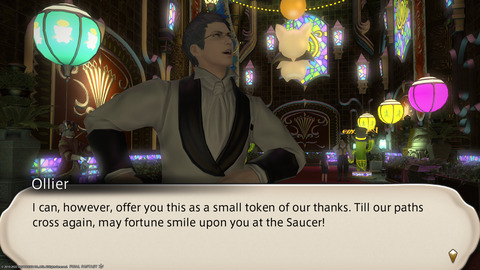 Ollier
I can, however, offer you this as a small token of our thanks. Till our paths
cross again, may fortune smile upon you at the Saucer!